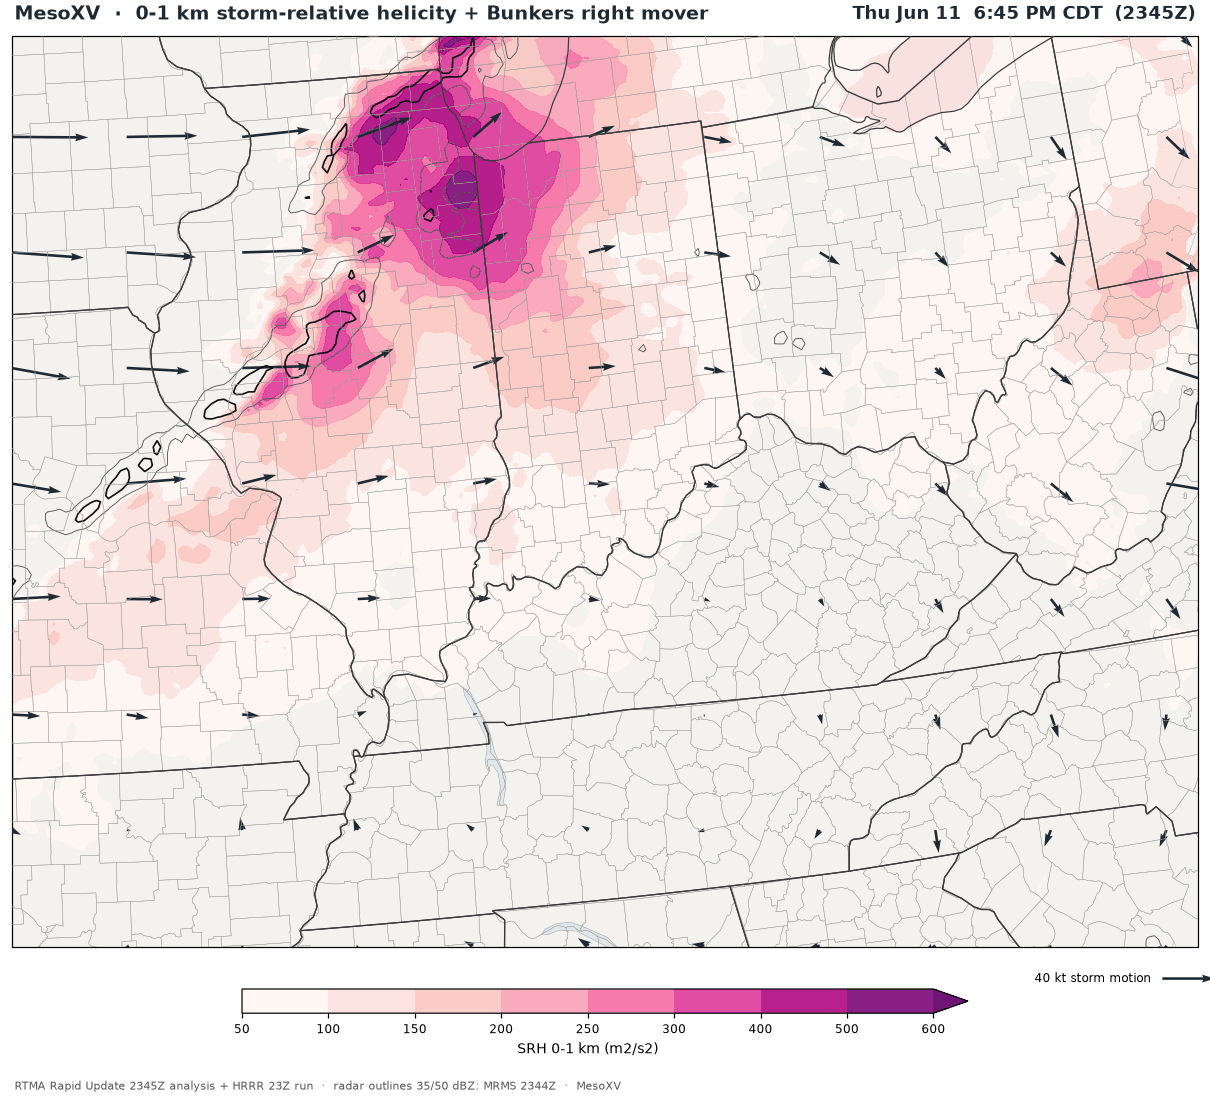 MesoXV · 0-1 km storm-relative helicity + Bunkers right mover
Thu Jun 11 6:45 PM CDT (2345Z)
40 kt storm motion
50 100 150 200 250 300 400 500 600
SRH 0-1 km (m2/s2)
RTMA Rapid Update 2345Z analysis + HRRR 23Z run · radar outlines 35/50 dBZ: MRMS 2344Z · MesoXV